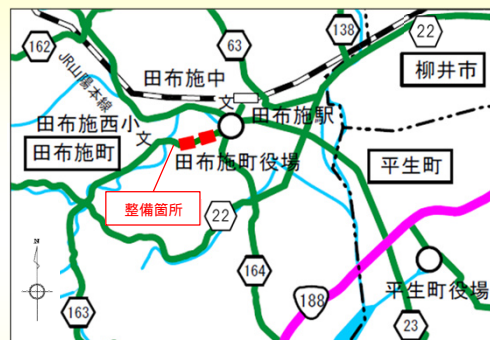 162
63
138
22
JR山陽本線
田布施中
柳井市
文
田布施西小
文
田布施駅
田布施町
田布施町役場
平生町
整備箇所
22
N
164
188
平生町役場
163
23